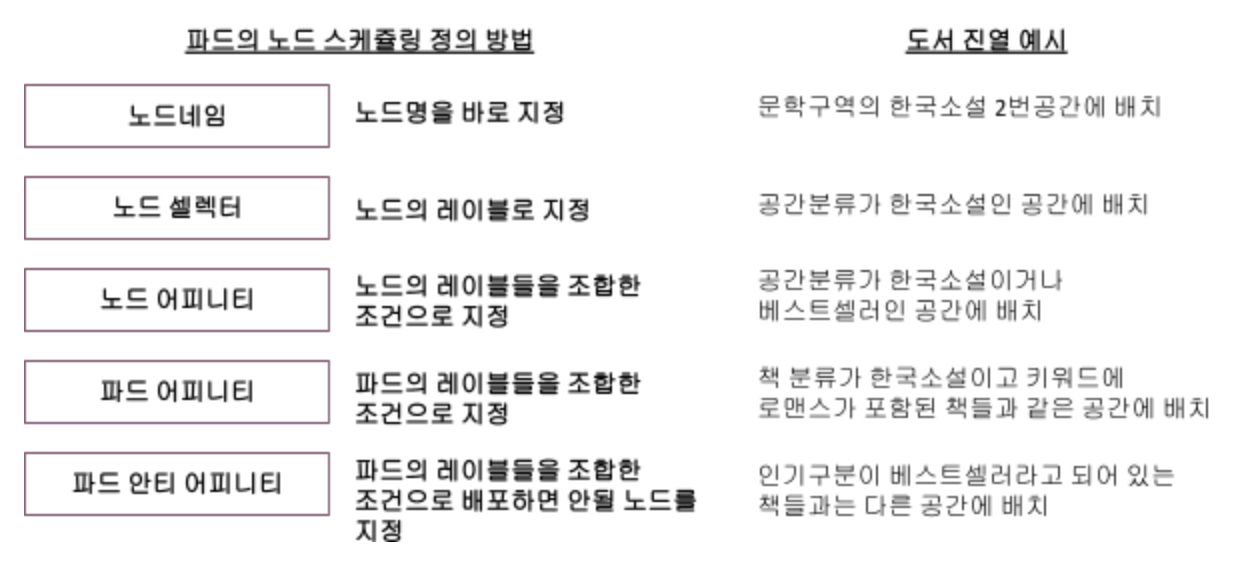 파드의 노드 스케쥴링 정의 방법
도서 진열 예시
노드네임
노드명을 바로 지정
문학구역의 한국소설 2번공간에 배치
노드 셀렉터
노드의 레이블로 지정
공간분류가 한국소설인 공간에 배치
노드 어피니티
노드의 레이블들을 조합한
조건으로 지정
공간분류가 한국소설이거나
베스트셀러인 공간에 배치
파드 어피니티
파드의 레이블들을 조합한
조건으로 지정
책 분류가 한국소설이고 키워드에
로맨스가 포함된 책들과 같은 공간에 배치
파드 안티 어피니티
파드의 레이블들을 조합한
조건으로 배포하면 안될 노드를
지정
인기구분이 베스트셀러라고 되어 있는
책들과는 다른 공간에 배치